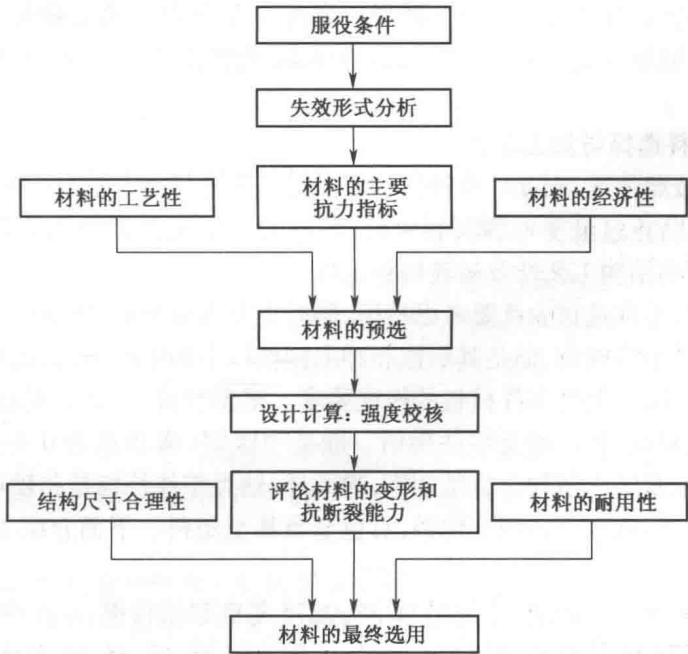 服役条件
失效形式分析
材料的工艺性
材料的主要
抗力指标
材料的经济性
材料的预选
设计计算：强度校核
结构尺寸合理性
评论材料的变形和
抗断裂能力
材料的耐用性
材料的最终选用